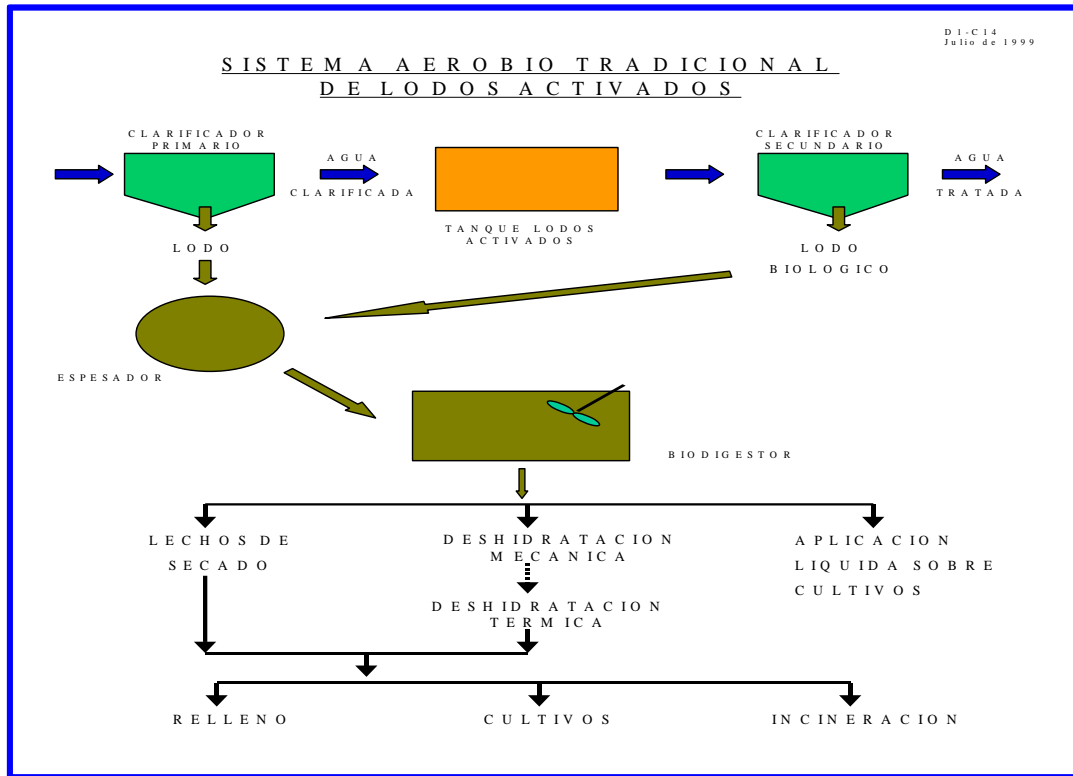 D1-C14
Julio de 1999
SISTEMA AEROBIO TRADICIONAL
DE LODOS ACTIVADOS
CLARIFICADOR
PRIMARIO
AGUA
CLARIFICADA
TANQUE LODOS
ACTIVADOS
CLARIFICADOR
SECUNDARIO
AGUA
TRATADA
LODO
LODO
BIOLOGICO
ESPESADOR
BIODIGESTOR
LECHOS DE
SECADO
DESHIDRATACION
MECANICA
APLICACION
LIQUIDA SOBRE
CULTIVOS
DESHIDRATACION
TERMICA
RELLENO
CULTIVOS
INCINERACION